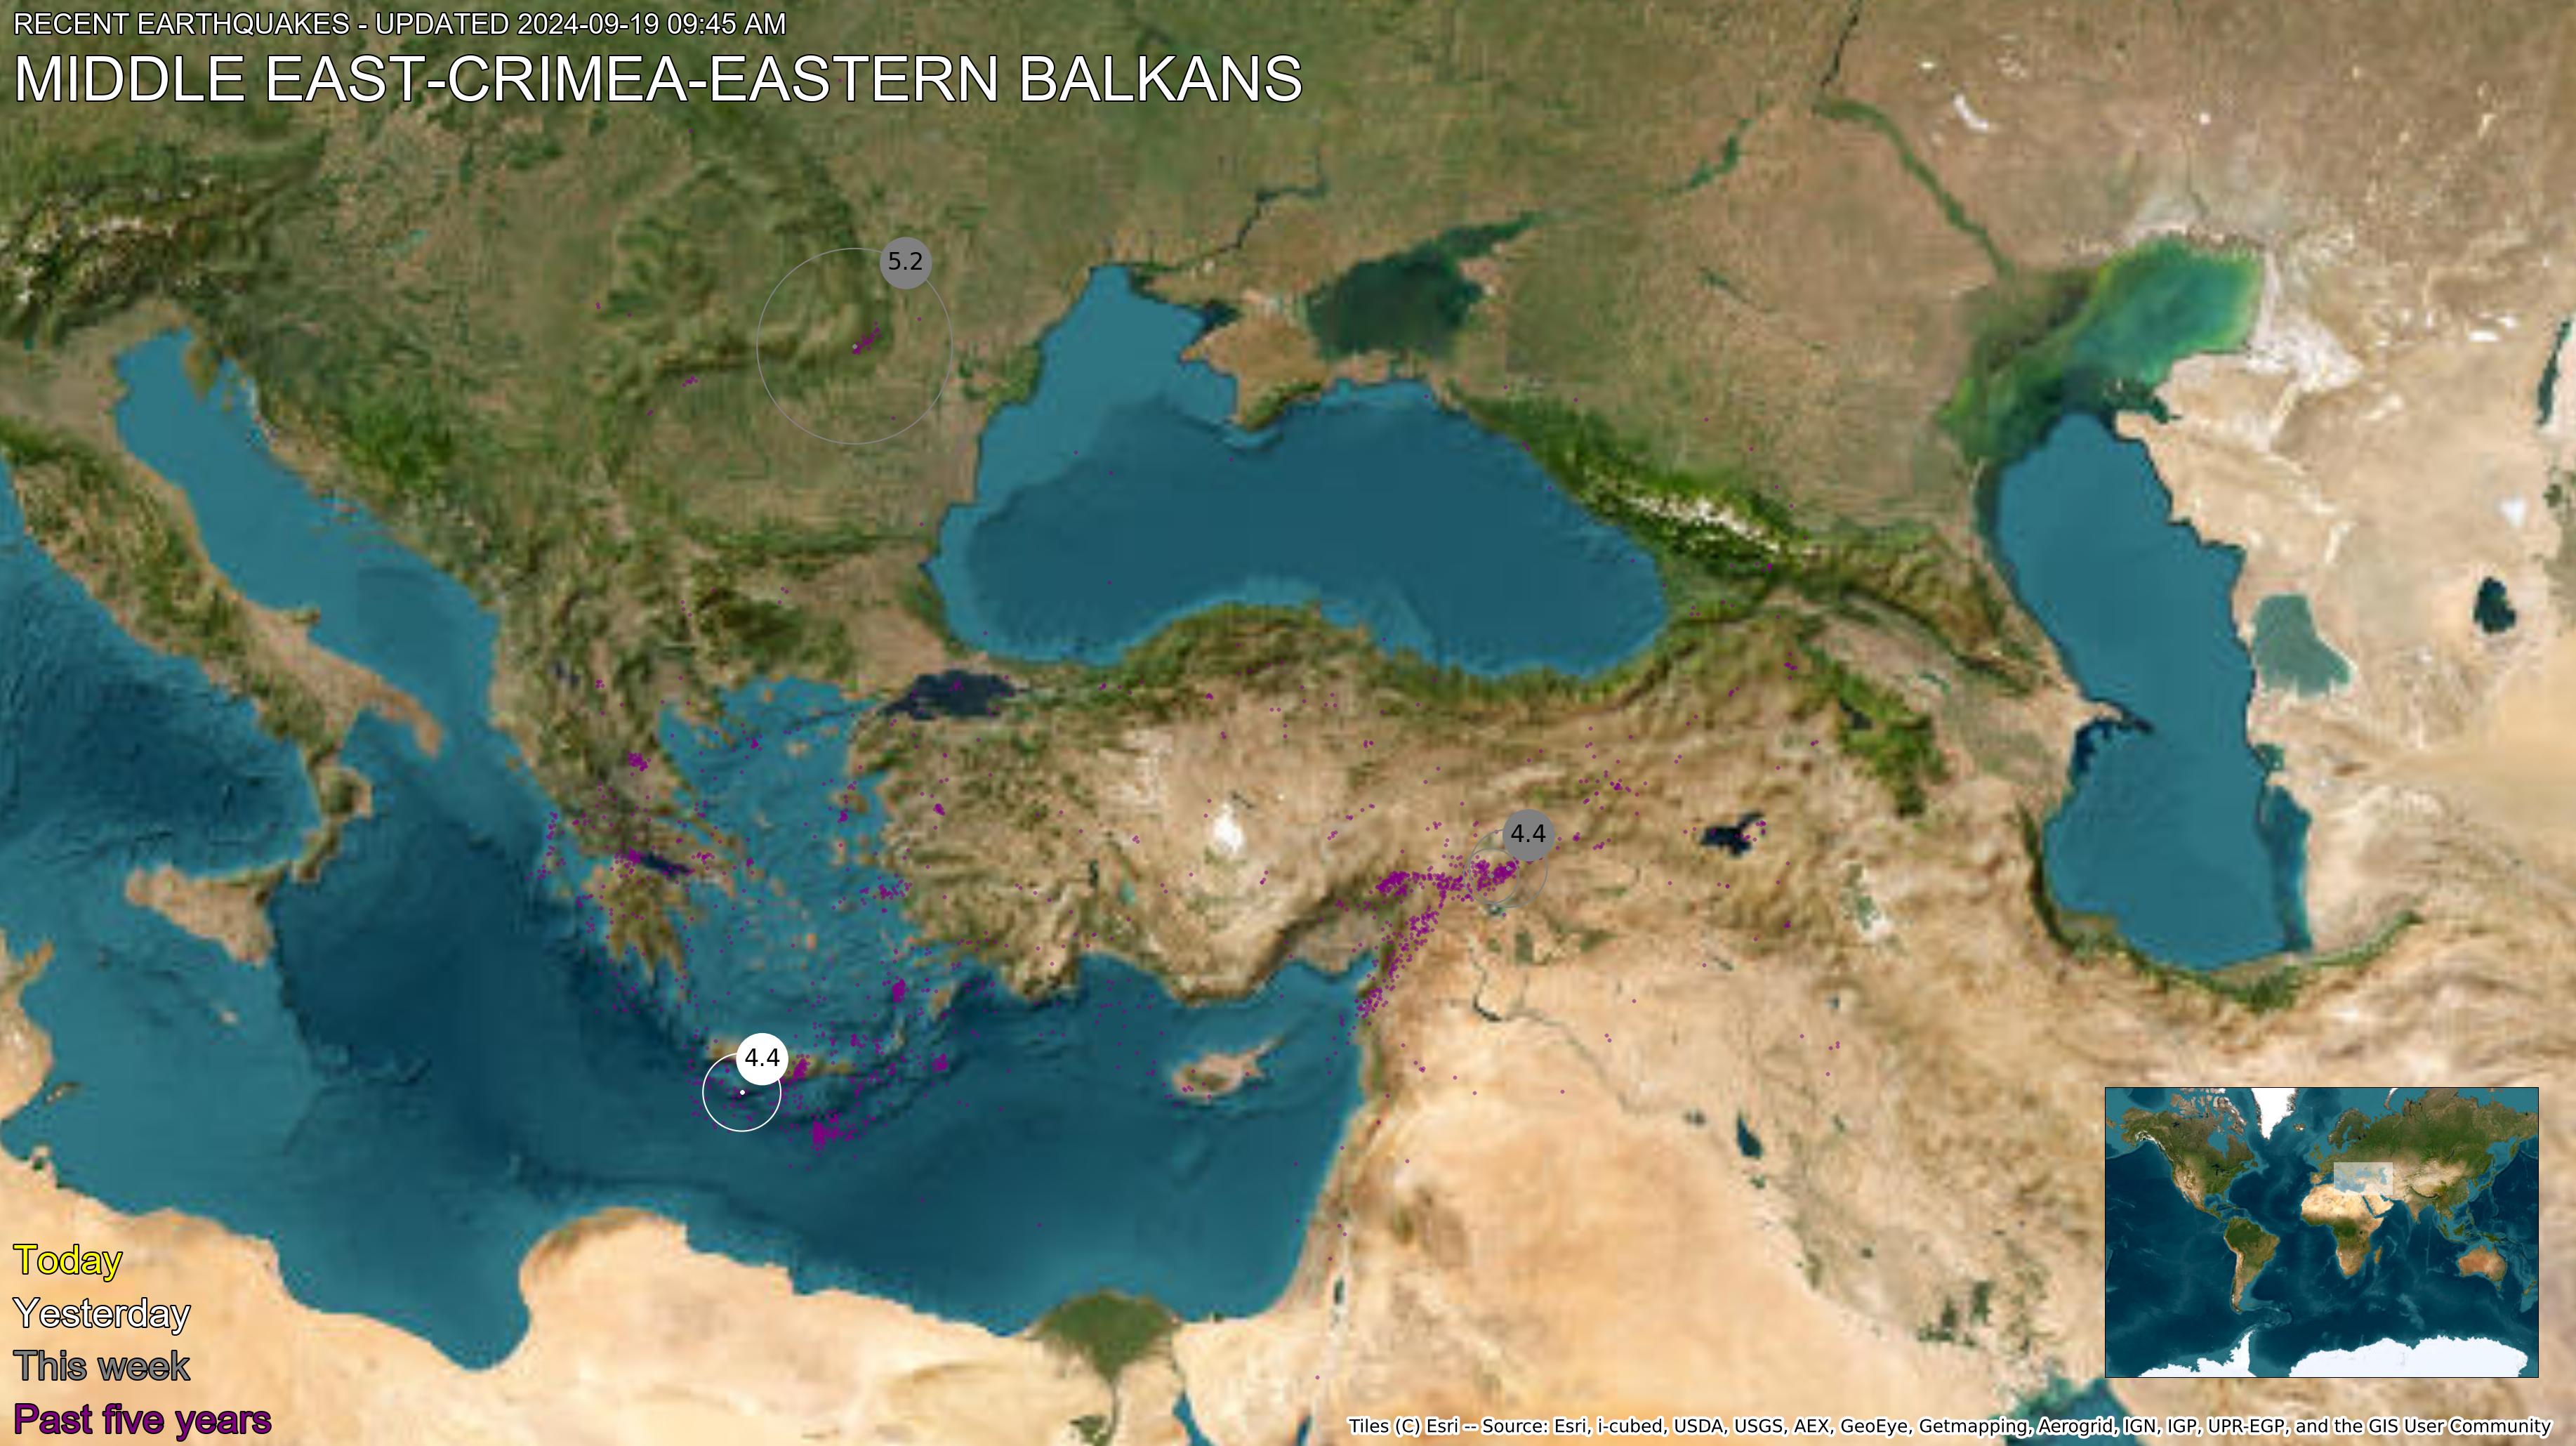 RECENT EARTHQUAKES - UPDATED 2024-09-19 09:45 AM
MIDDLE EAST-CRIMEA-EASTERN BALKANS
5.2
4.4
4.4
Today
Yesterday
This week
Past five years
Tiles (C) Esri -- Source: Esri, i-cubed, USDA, USGS, AEX, GeoEye, Getmapping, Aerogrid, IGN, IGP, UPR-EGP, and the GIS User Community